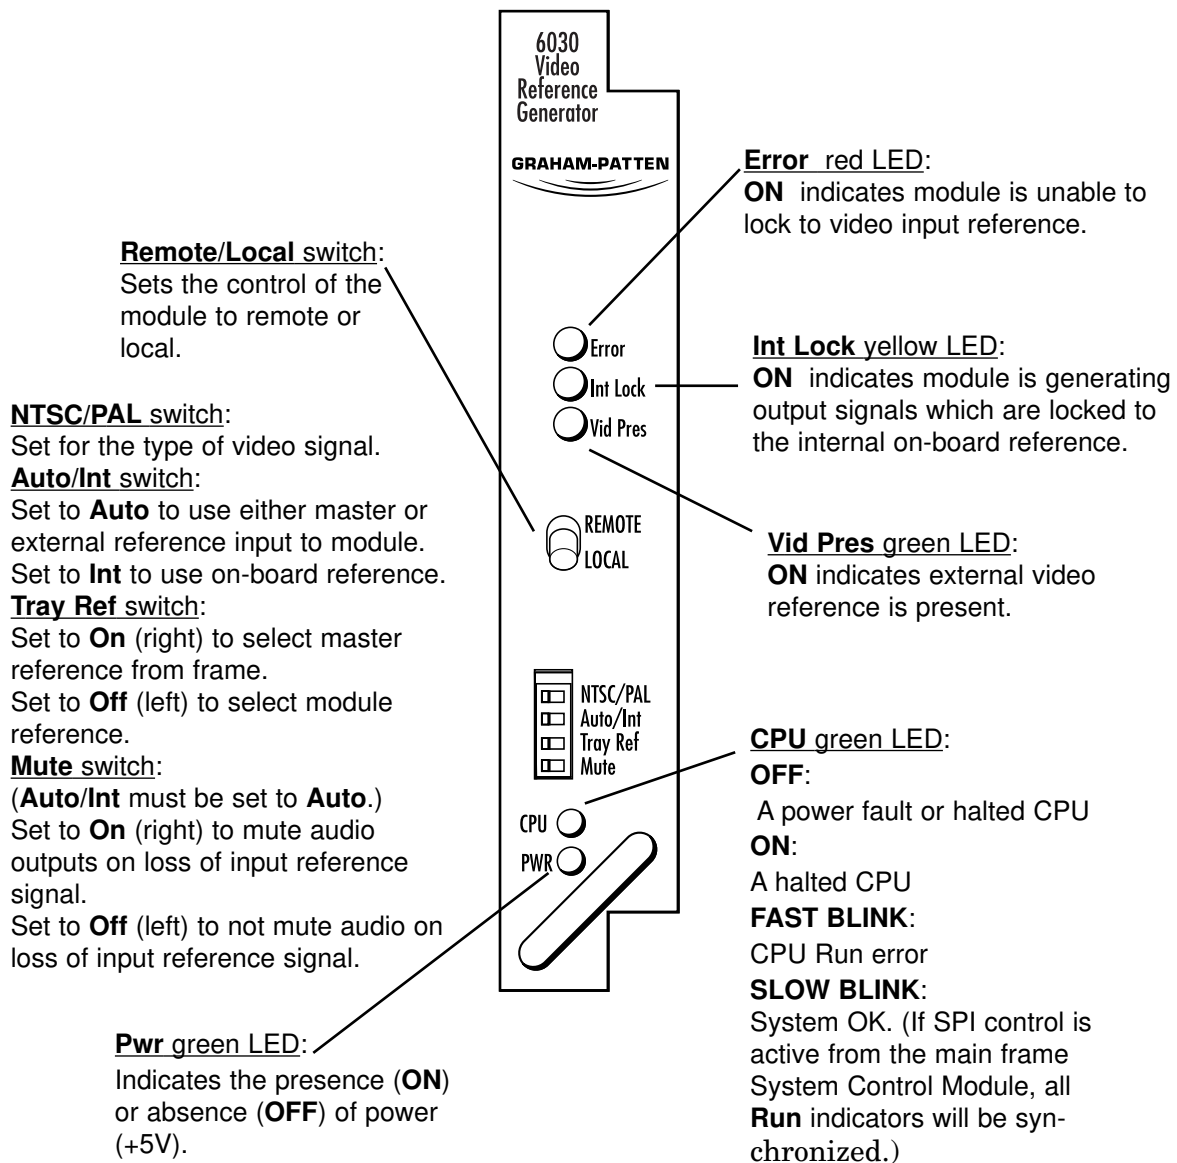 6030
Video
Reference
Generator
GRAHAM-PATTEN
Error red LED:
ON indicates module is unable to
lock to video input reference.
Remote/Local switch:
Sets the control of the
module to remote or
local.
Error
Int Lock
Vid Pres
Int Lock yellow LED:
ON indicates module is generating
output signals which are locked to
the internal on-board reference.
NTSC/PAL switch:
Set for the type of video signal.
Auto/Int switch:
Set to Auto to use either master or
external reference input to module.
Set to Int to use on-board reference.
Tray Ref switch:
Set to On (right) to select master
reference from frame.
Set to Off (left) to select module
reference.
Mute switch:
(Auto/Int must be set to Auto.)
Set to On (right) to mute audio
outputs on loss of input reference
signal.
Set to Off (left) to not mute audio on
loss of input reference signal.
REMOTE
LOCAL
Vid Pres green LED:
ON indicates external video
reference is present.
NTSC/PAL
Auto/Int
Tray Ref
Mute
CPU
PWR
CPU green LED:
OFF:
A power fault or halted CPU
ON:
A halted CPU
FAST BLINK:
CPU Run error
SLOW BLINK:
System OK. (If SPI control is
active from the main frame
System Control Module, all
Run indicators will be syn-
chronized.)
Pwr green LED:
Indicates the presence (ON)
or absence (OFF) of power
(+5V).